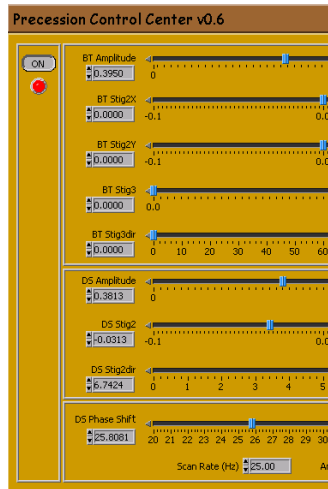 Precession Control Center v0.6
ON
BT Amplitude
0.3950
0
BT Stig2X
0.0000
-0.1 0.0
BT Stig2Y
0.0000
-0.1 0.0
BT Stig3
0.0000
0.0
BT Stig3dir
0.0000
0 10 20 30 40 50 60
DS Amplitude
0.3813
0
DS Stig2
-0.0313
-0.1 0.0
DS Stig2dir
6.7424
0 1 2 3 4 5
DS Phase Shift
25.8081
20 21 22 23 24 25 26 27 28 29 30
Scan Rate (Hz) 25.00